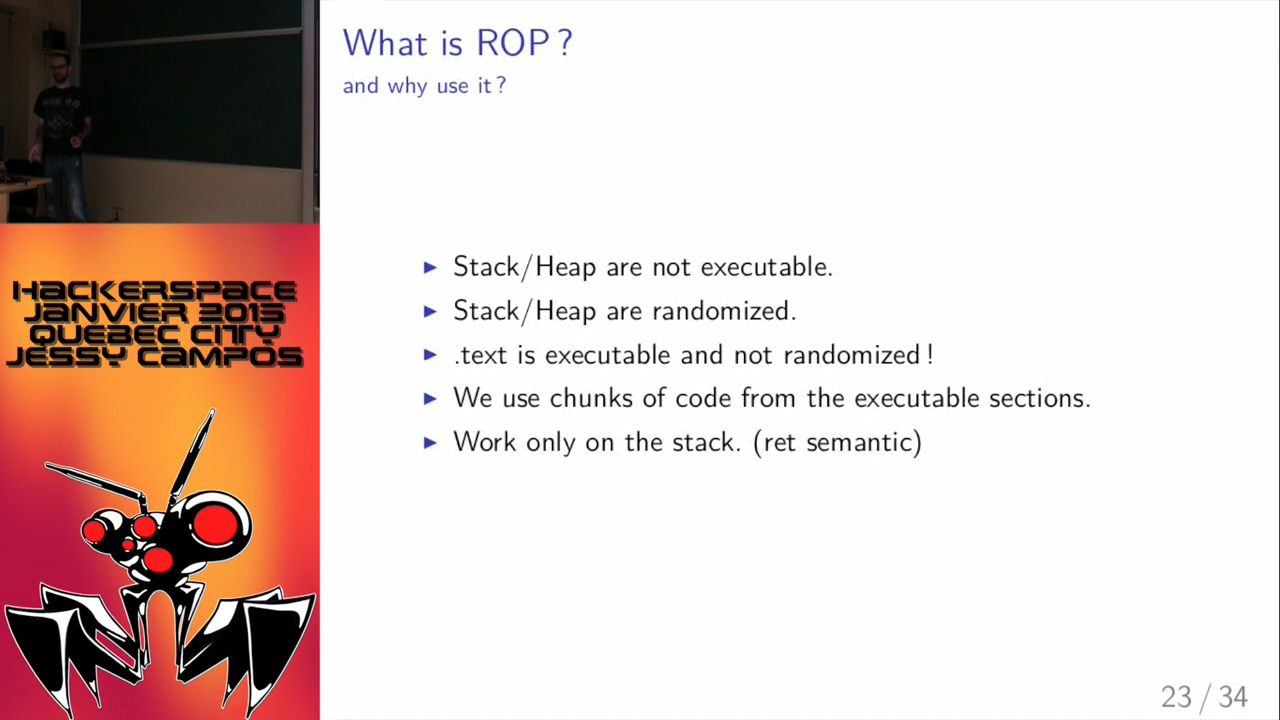 What is ROP ?
and why use it ?
Stack/Heap are not executable.
Stack/Heap are randomized.
.text is executable and not randomized !
We use chunks of code from the executable sections.
Work only on the stack. (ret semantic)
23 / 34
HACKERSPACE
JANVIER 2015
QUEBEC CITY
JESSY CAMPOS